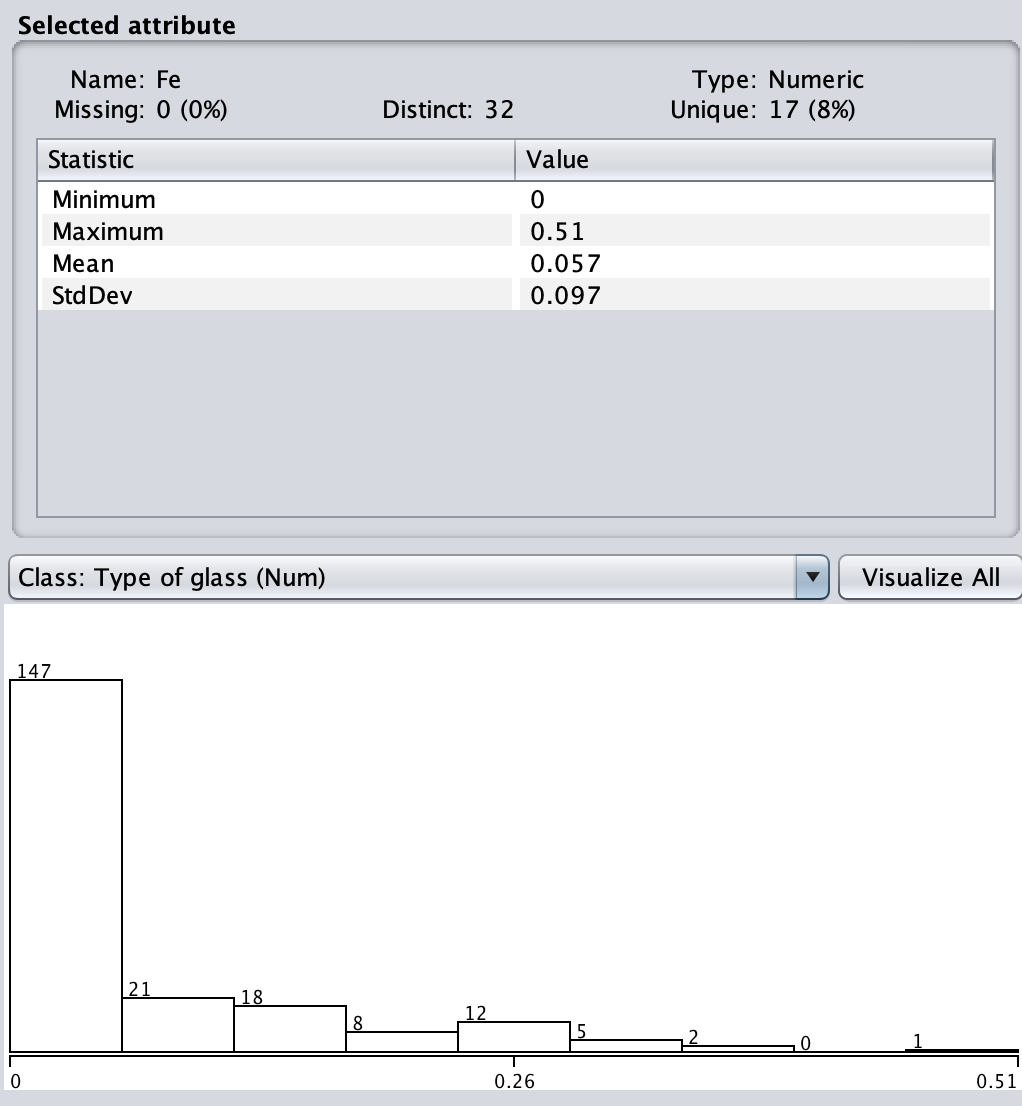 Selected attribute
Name: Fe Type: Numeric
Missing: 0 (0%) Distinct: 32 Unique: 17 (8%)
Statistic Value
Minimum 0
Maximum 0.51
Mean 0.057
StdDev 0.097
Class: Type of glass (Num) Visualize All
147
21
18
8
12
5
2
0
1
0 0.26 0.51